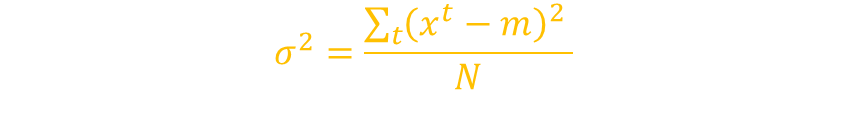 σ² = ∑ₜ(xᵗ − m)² / N